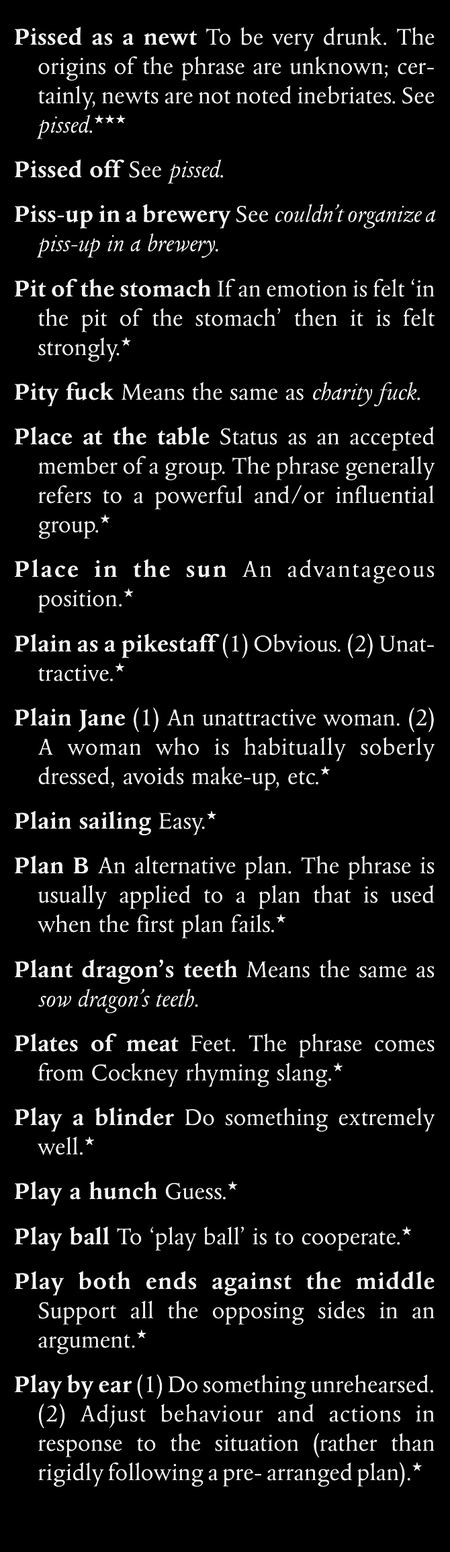 Pissed as a newt To be very drunk. The
origins of the phrase are unknown; cer-
tainly, newts are not noted inebriates. See
pissed.★★★
Pissed off See pissed.
Piss-up in a brewery See couldn't organize a
piss-up in a brewery.
Pit of the stomach If an emotion is felt ‘in
the pit of the stomach’ then it is felt
strongly.★
Pity fuck Means the same as charity fuck.
Place at the table Status as an accepted
member of a group. The phrase generally
refers to a powerful and/or influential
group.★
Place in the sun An advantageous
position.★
Plain as a pikestaff (1) Obvious. (2) Unat-
tractive.★
Plain Jane (1) An unattractive woman. (2)
A woman who is habitually soberly
dressed, avoids make-up, etc.★
Plain sailing Easy.★
Plan B An alternative plan. The phrase is
usually applied to a plan that is used
when the first plan fails.★
Plant dragon’s teeth Means the same as
sow dragon’s teeth.
Plates of meat Feet. The phrase comes
from Cockney rhyming slang.★
Play a blinder Do something extremely
well.★
Play a hunch Guess.★
Play ball To ‘play ball’ is to cooperate.★
Play both ends against the middle
Support all the opposing sides in an
argument.★
Play by ear (1) Do something unrehearsed.
(2) Adjust behaviour and actions in
response to the situation (rather than
rigidly following a pre- arranged plan).★